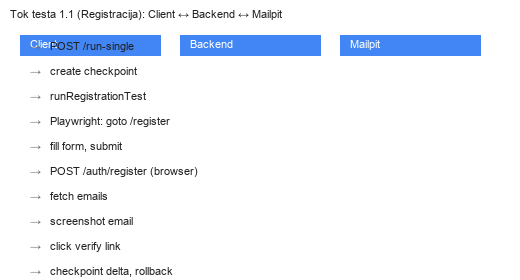 Tok testa 1.1 (Registracija): Client ↔ Backend ↔ Mailpit
Client Backend Mailpit
POST /run-single
→ create checkpoint
→ runRegistrationTest
→ Playwright: goto /register
→ fill form, submit
→ POST /auth/register (browser)
→ fetch emails
→ screenshot email
→ click verify link
→ checkpoint delta, rollback